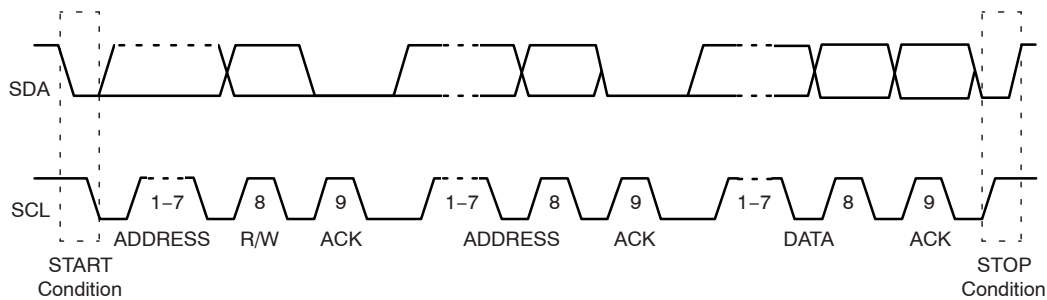 SDA
SCL
1–7
8
9
1–7
8
9
1–7
8
9
ADDRESS
R/W
ACK
ADDRESS
ACK
DATA
ACK
START
Condition
STOP
Condition